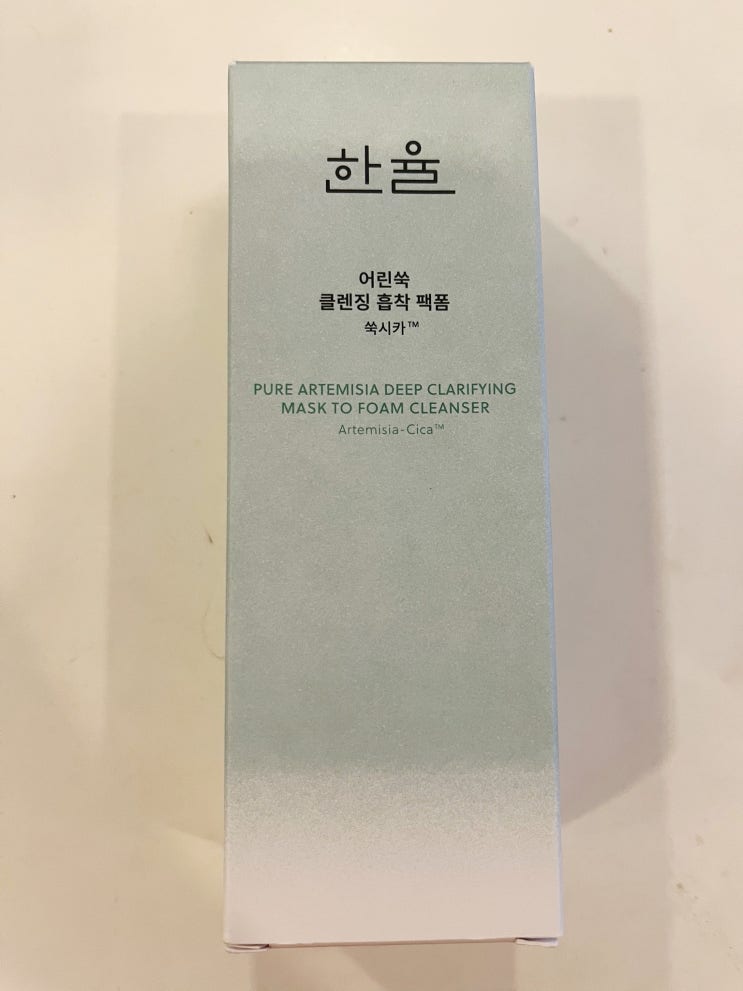 한율
어린쑥
클렌징 흡착 팩폼
쑥시카™
PURE ARTEMISIA DEEP CLARIFYING
MASK TO FOAM CLEANSER
Artemisia-Cica™